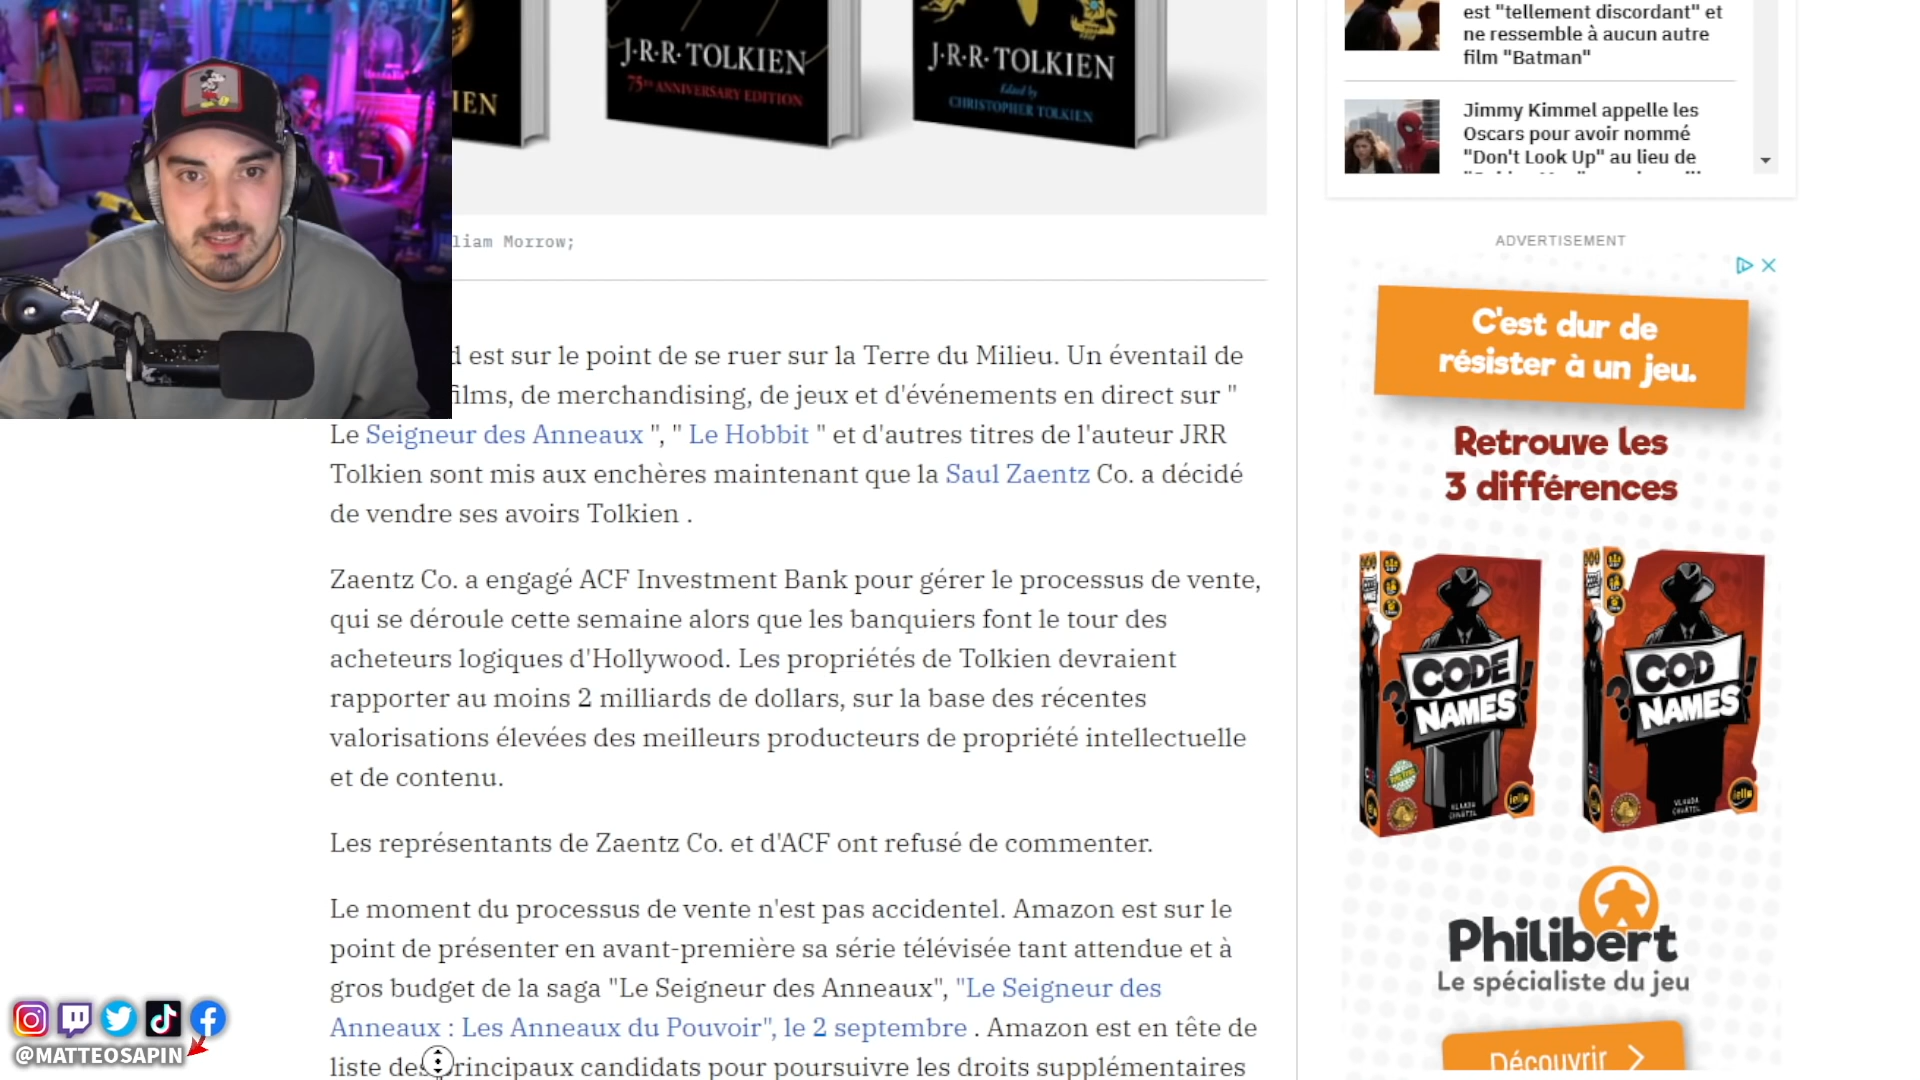 J·R·R·TOLKIEN
75TH ANNIVERSARY EDITION
J·R·R·TOLKIEN
Edited by
CHRISTOPHER TOLKIEN
IEN
liam Morrow;
d est sur le point de se ruer sur la Terre du Milieu. Un éventail de
films, de merchandising, de jeux et d'événements en direct sur "
Le Seigneur des Anneaux ", " Le Hobbit " et d'autres titres de l'auteur JRR
Tolkien sont mis aux enchères maintenant que la Saul Zaentz Co. a décidé
de vendre ses avoirs Tolkien .
Zaentz Co. a engagé ACF Investment Bank pour gérer le processus de vente,
qui se déroule cette semaine alors que les banquiers font le tour des
acheteurs logiques d'Hollywood. Les propriétés de Tolkien devraient
rapporter au moins 2 milliards de dollars, sur la base des récentes
valorisations élevées des meilleurs producteurs de propriété intellectuelle
et de contenu.
Les représentants de Zaentz Co. et d'ACF ont refusé de commenter.
Le moment du processus de vente n'est pas accidentel. Amazon est sur le
point de présenter en avant-première sa série télévisée tant attendue et à
gros budget de la saga "Le Seigneur des Anneaux", "Le Seigneur des
Anneaux : Les Anneaux du Pouvoir", le 2 septembre . Amazon est en tête de
liste des principaux candidats pour poursuivre les droits supplémentaires
@MATTEOSAPIN
est "tellement discordant" et
ne ressemble à aucun autre
film "Batman"
Jimmy Kimmel appelle les
Oscars pour avoir nommé
"Don't Look Up" au lieu de
ADVERTISEMENT
C'est dur de
résister à un jeu.
Retrouve les
3 différences
CODE
NAMES
VLAADA
CHVÁTIL
iello
COD
NAMES
VLAADA
CHVÁTIL
iello
Philibert
Le spécialiste du jeu
Découvrir